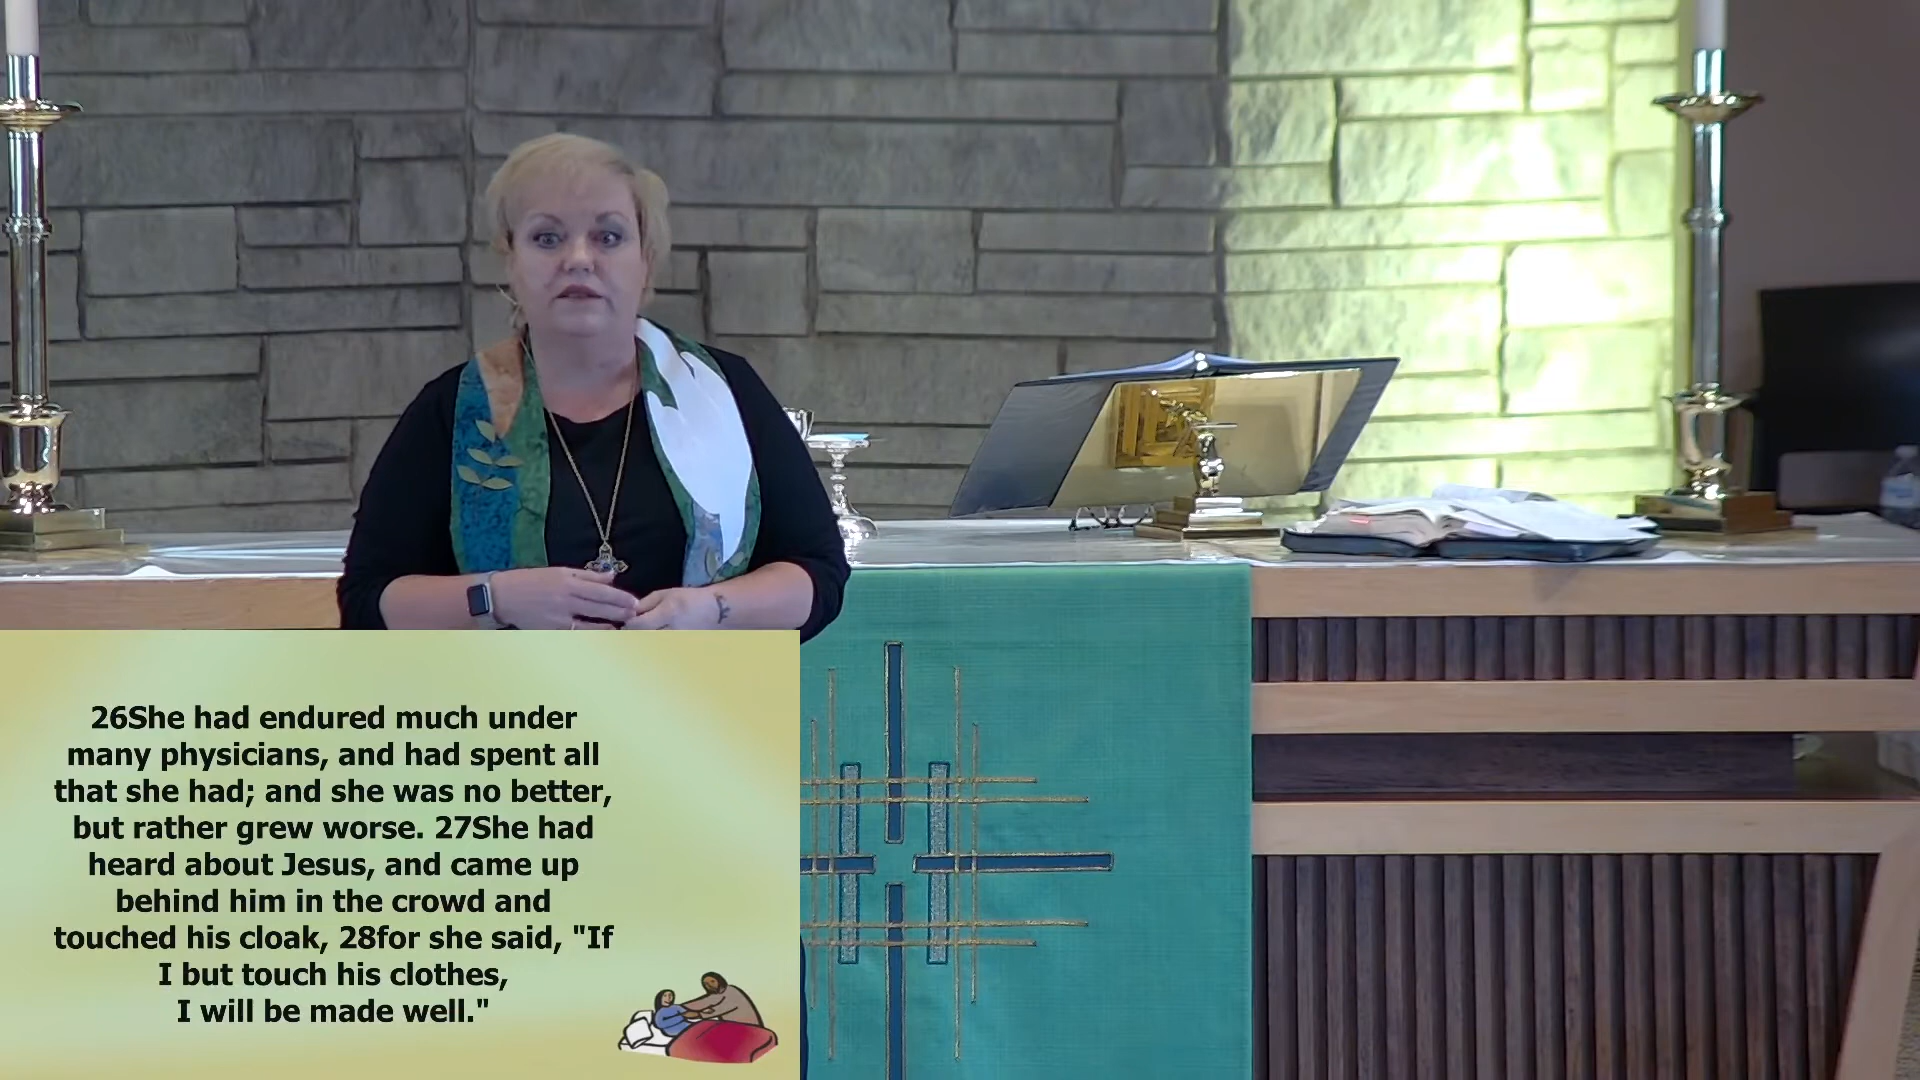 26She had endured much under
many physicians, and had spent all
that she had; and she was no better,
but rather grew worse. 27She had
heard about Jesus, and came up
behind him in the crowd and
touched his cloak, 28for she said, "If
I but touch his clothes,
I will be made well."